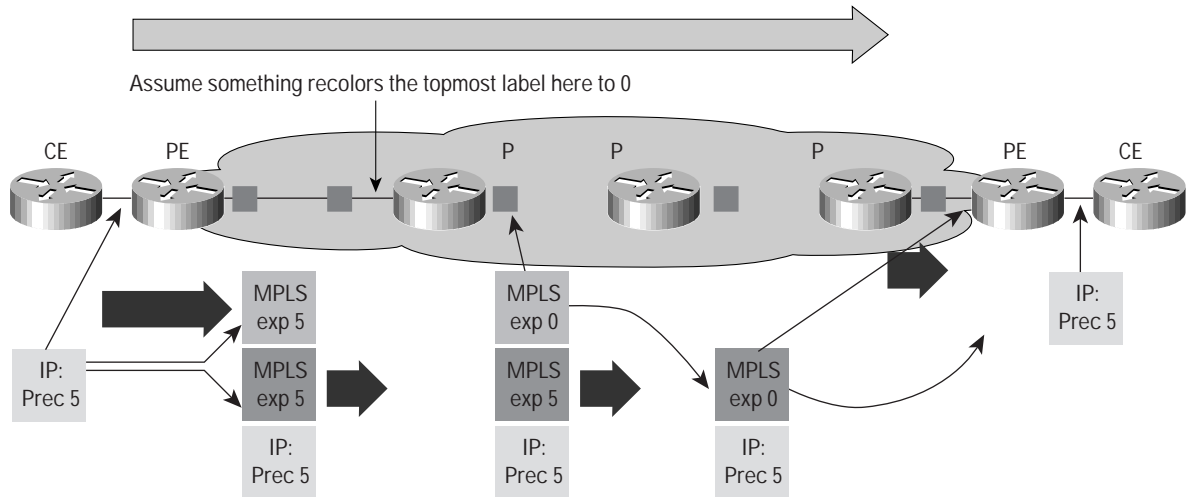 Assume something recolors the topmost label here to 0
CE
PE
P
P
P
PE
CE
MPLS
exp 5
MPLS
exp 0
IP:
Prec 5
IP:
Prec 5
MPLS
exp 5
MPLS
exp 5
MPLS
exp 0
IP:
Prec 5
IP:
Prec 5
IP:
Prec 5